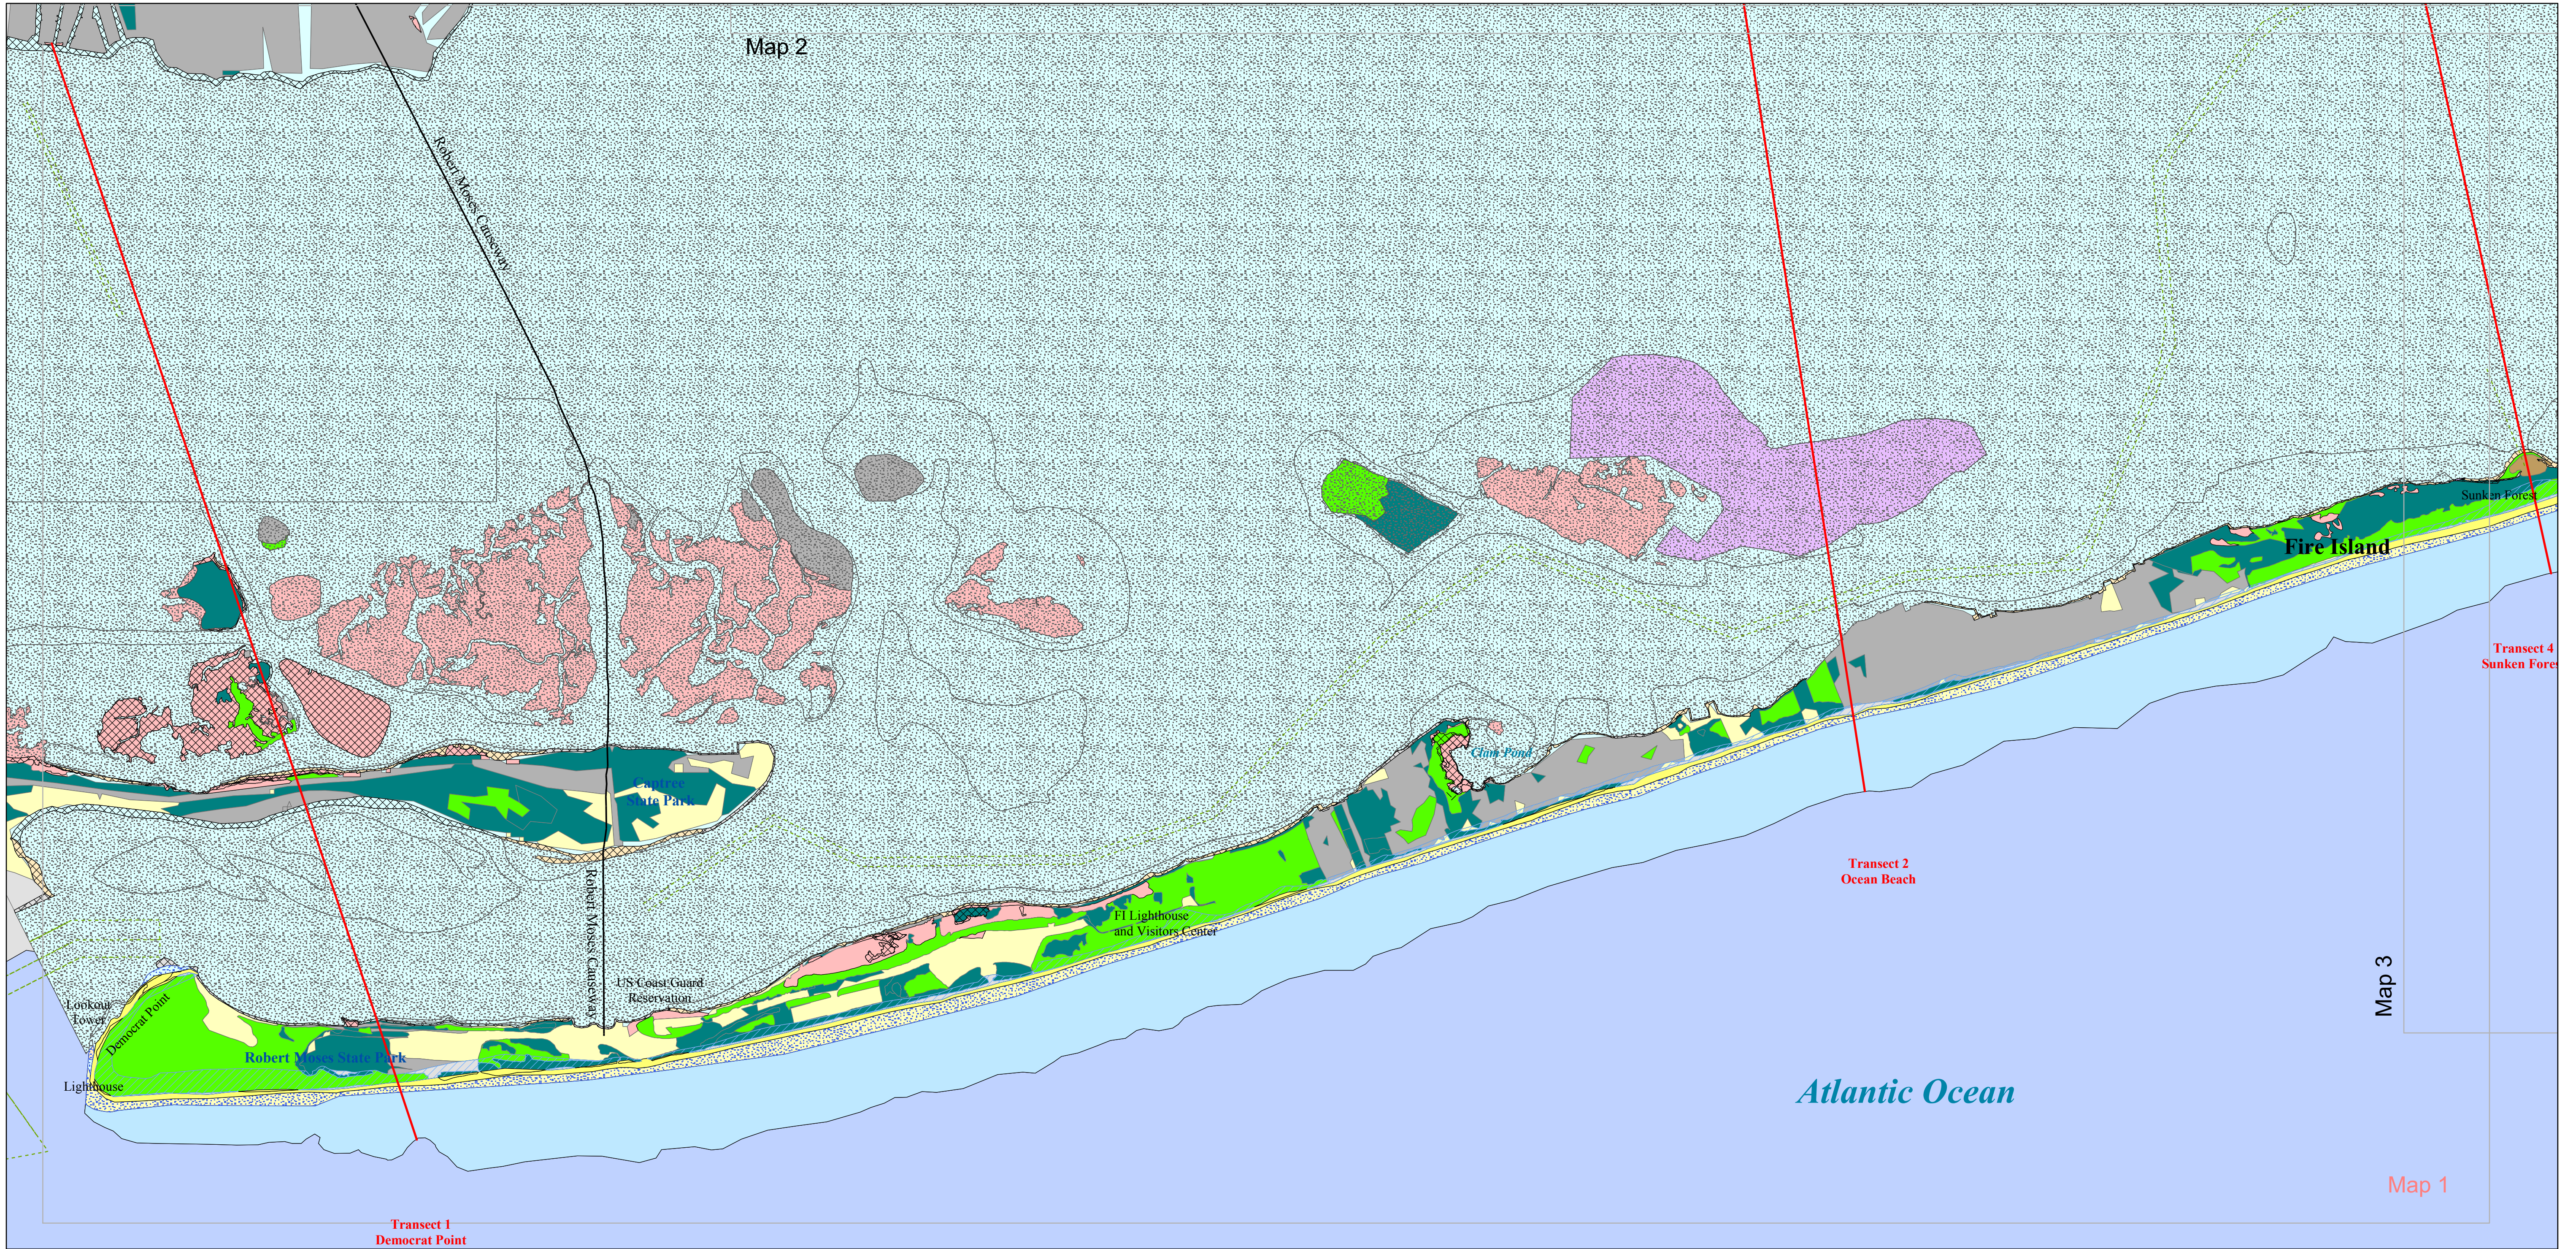 Map 2
Robert Moses Causeway
Sunken Forest
Fire Island
Transect 4
Sunken Fores
Clam Pond
Captree
State Park
Transect 2
Ocean Beach
Robert Moses Causeway
FI Lighthouse
and Visitors Center
US Coast Guard
Reservation
Map 3
Lookout
Tower
Democrat Point
Robert Moses State Park
Lighthouse
Atlantic Ocean
Map 1
Transect 1
Democrat Point